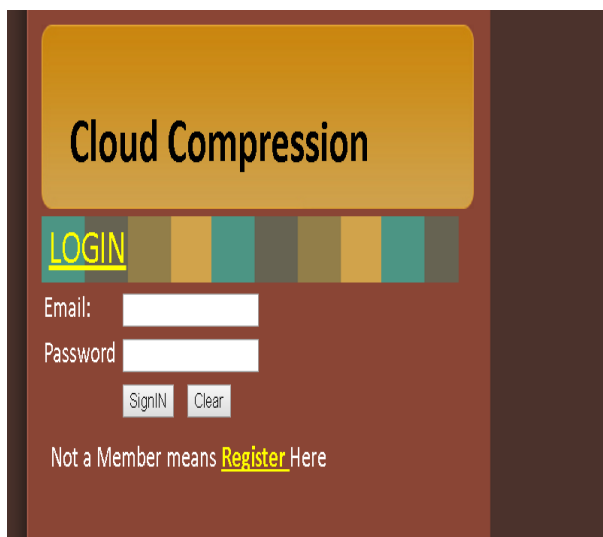 Cloud Compression
LOGIN
Email:
Password
SignIN Clear
Not a Member means Register Here